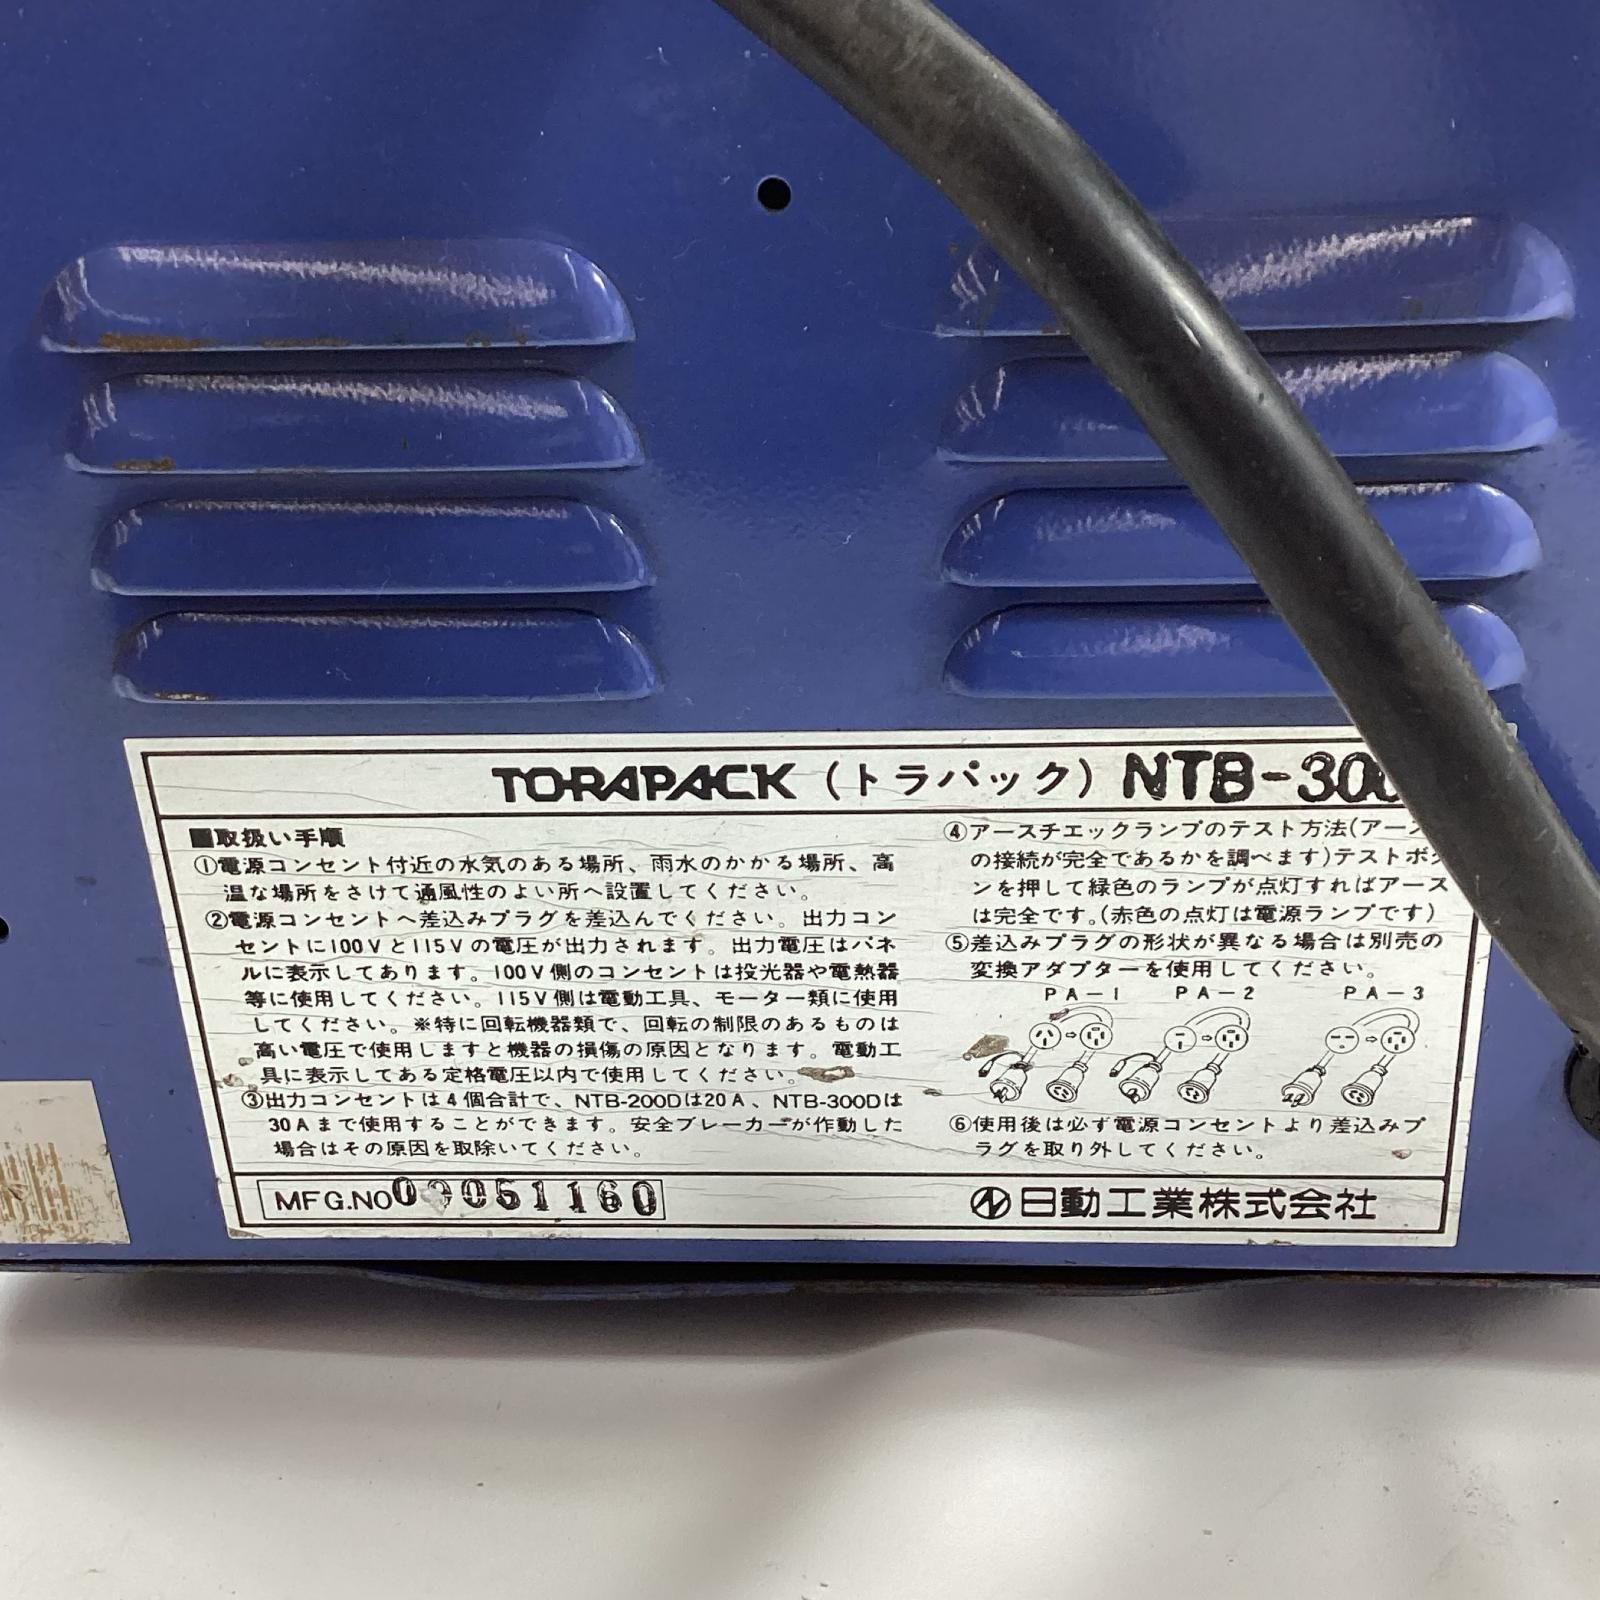 TORAPACK (トラパック) NTB-300
■取扱い手順
①電源コンセント付近の水気のある場所、雨水のかかる場所、高
温な場所をさけて通風性のよい所へ設置してください。
②電源コンセントへ差込みプラグを差込んでください。出力コン
セントに100Vと115Vの電圧が出力されます。出力電圧はパネ
ルに表示してあります。100V側のコンセントは投光器や電熱器
等に使用してください。115V側は電動工具、モーター類に使用
してください。※特に回転機器類で、回転の制限のあるものは
高い電圧で使用しますと機器の損傷の原因となります。電動工
具に表示してある定格電圧以内で使用してください。
③出力コンセントは4個合計で、NTB-200Dは20A、NTB-300Dは
30Aまで使用することができます。安全ブレーカーが作動した
場合はその原因を取除いてください。
④アースチエックランプのテスト方法(アース
の接続が完全であるかを調べます)テストボタ
ンを押して緑色のランプが点灯すればアース
は完全です。(赤色の点灯は電源ランプです)
⑤差込みプラグの形状が異なる場合は別売の
変換アダプターを使用してください。
PA-1 PA-2 PA-3
⑥使用後は必ず電源コンセントより差込みプ
ラグを取り外してください。
MFG.NO
日動工業株式会社